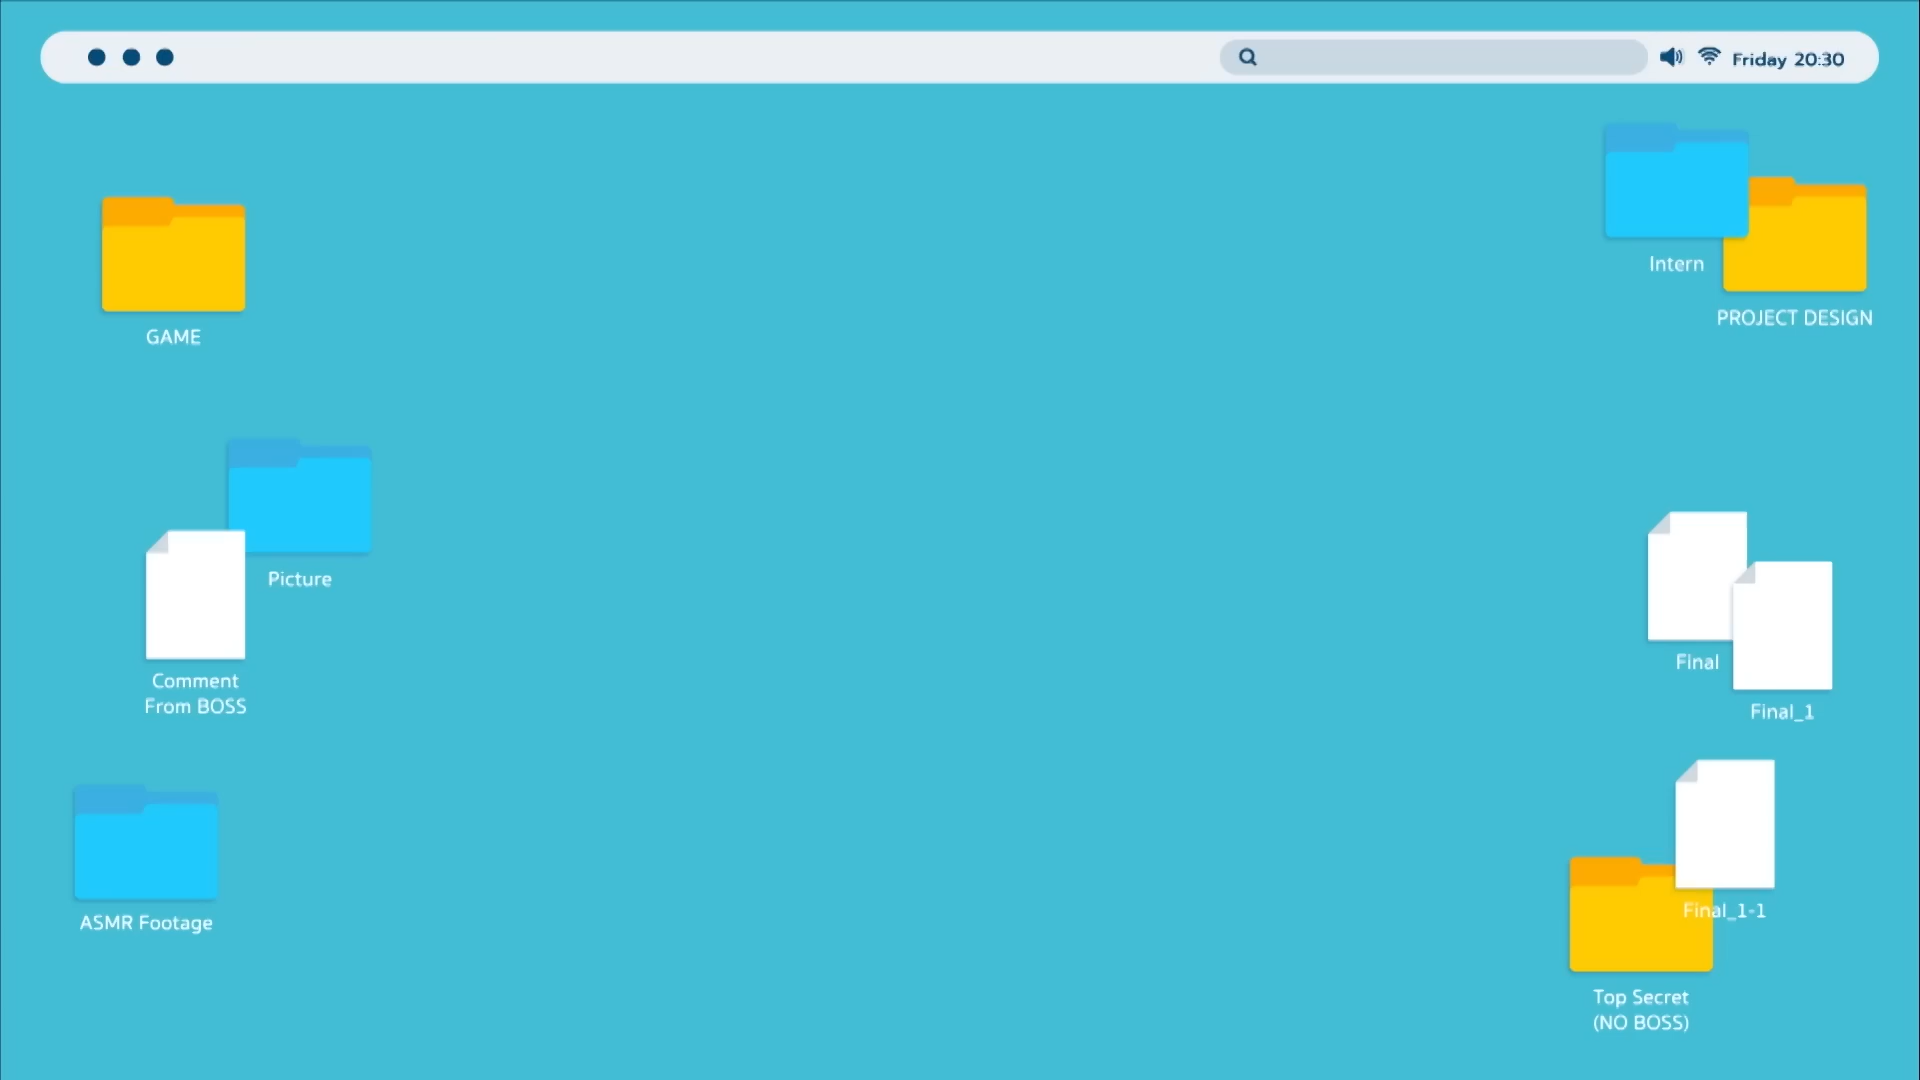 Friday 20:30
GAME
Intern
PROJECT DESIGN
Picture
Comment
From BOSS
Final
Final_1
ASMR Footage
Final_1-1
Top Secret
(NO BOSS)